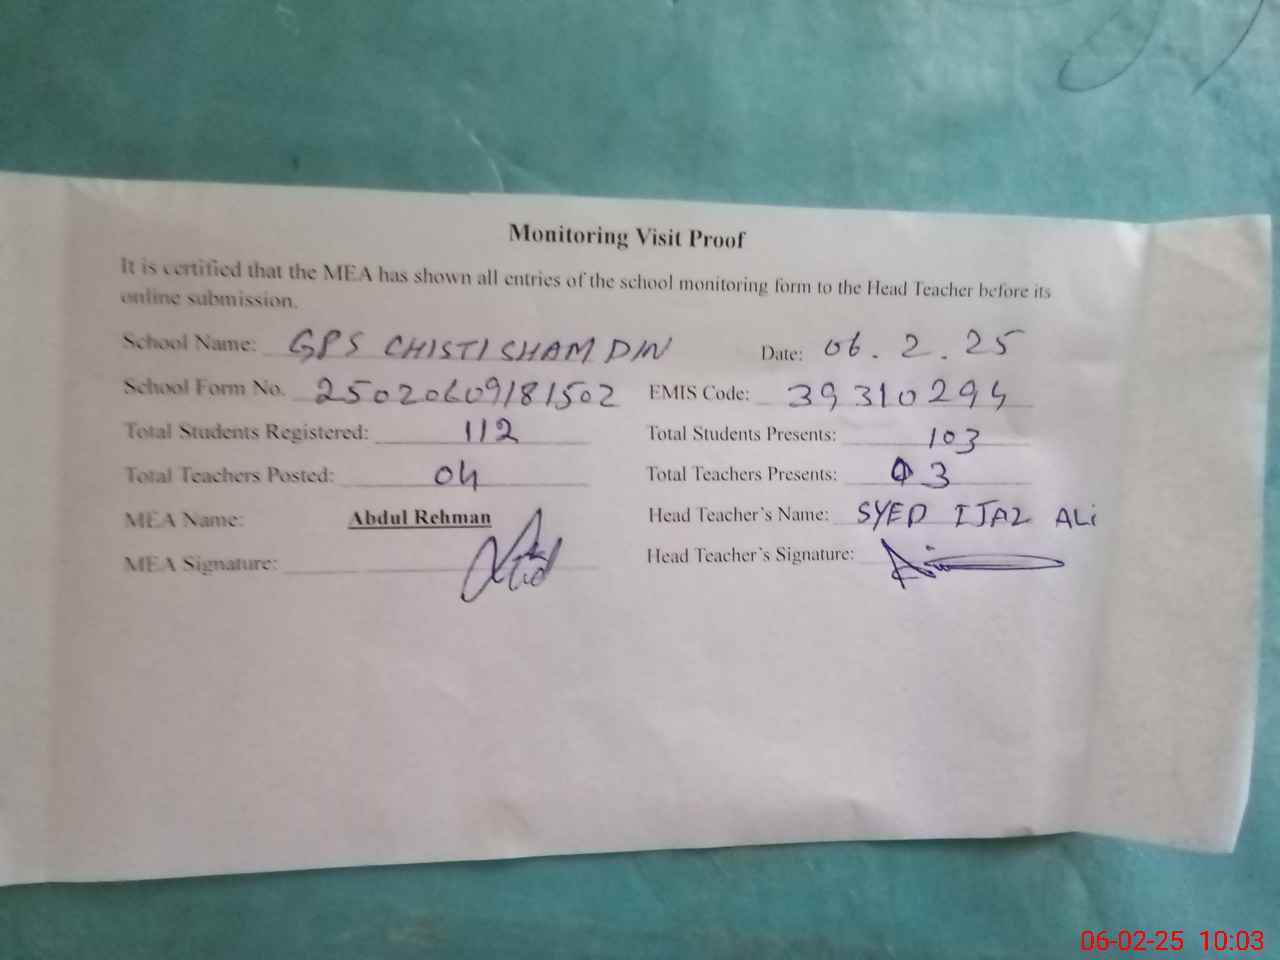 Monitoring Visit Proof
It is certified that the MEA has shown all entries of the school monitoring form to the Head Teacher before its
online submission.
School Name: GPS CHISTI SHAM DIN Date: 06.2.25
School Form No. 25020609181502 EMIS Code: 39310294
Total Students Registered: 112 Total Students Presents: 103
Total Teachers Posted: 04 Total Teachers Presents: 03
MEA Name: Abdul Rehman Head Teacher's Name: SYED IJAZ ALi
MEA Signature: Head Teacher's Signature:
06-02-25 10:03